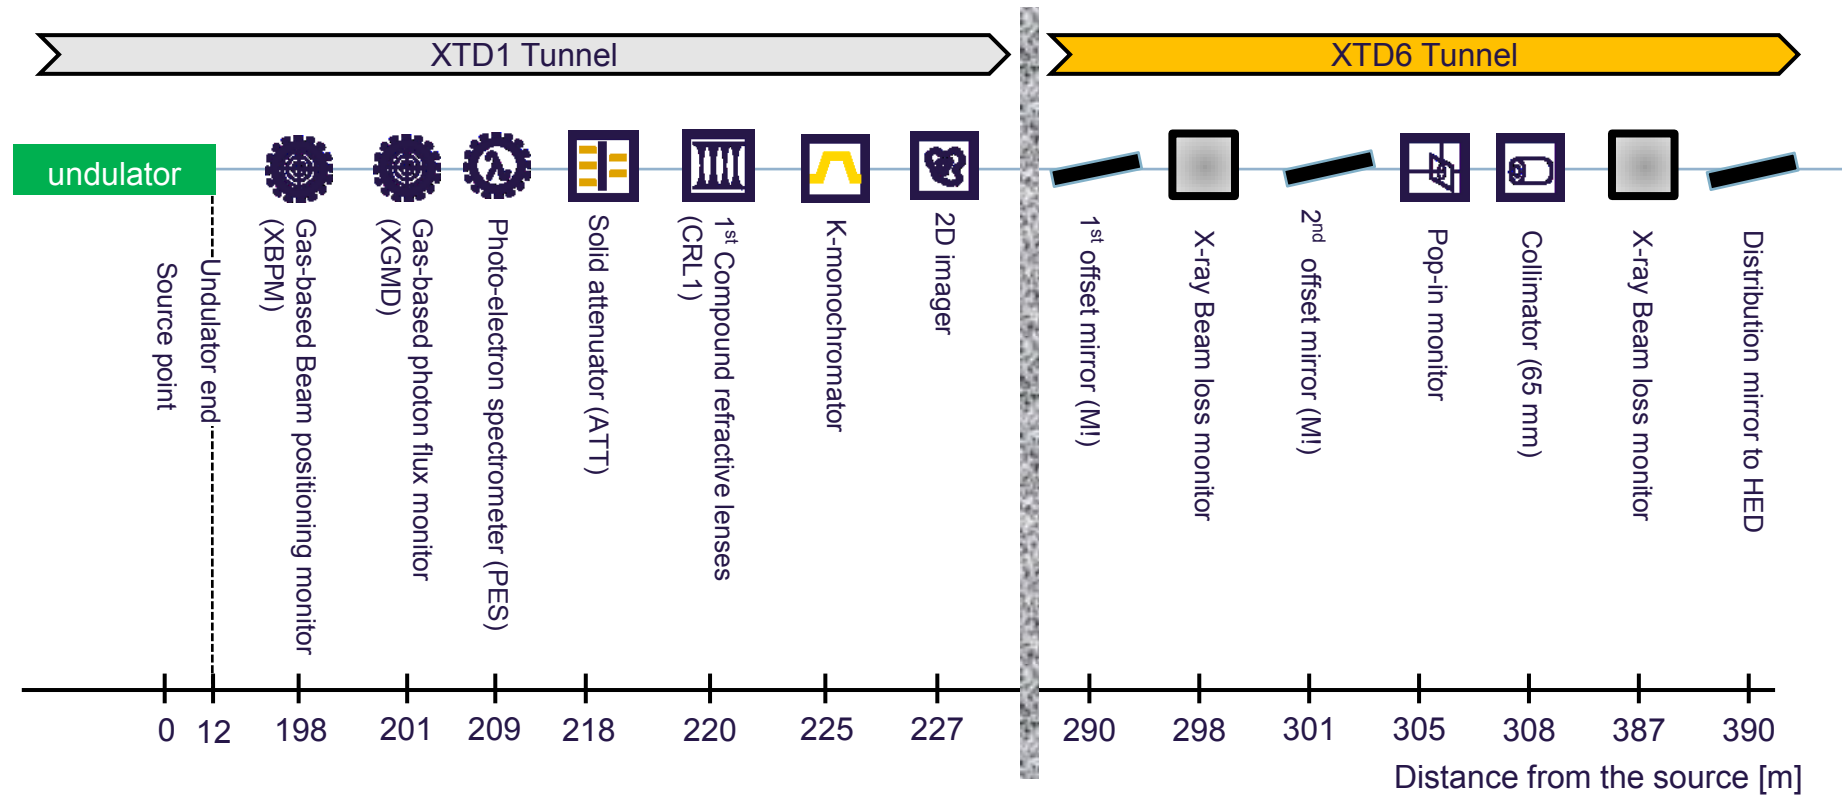 XTD1 Tunnel
XTD6 Tunnel
undulator
λ
Source point
Undulator end
Gas-based Beam positioning monitor
(XBPM)
Gas-based photon flux monitor
(XGMD)
Photo-electron spectrometer (PES)
Solid attenuator (ATT)
1st Compound refractive lenses
(CRL1)
K-monochromator
2D imager
1st offset mirror (M!)
X-ray Beam loss monitor
2nd offset mirror (M!)
Pop-in monitor
Collimator (65 mm)
X-ray Beam loss monitor
Distribution mirror to HED
0 12 198 201 209 218 220 225 227 290 298 301 305 308 387 390
Distance from the source [m]